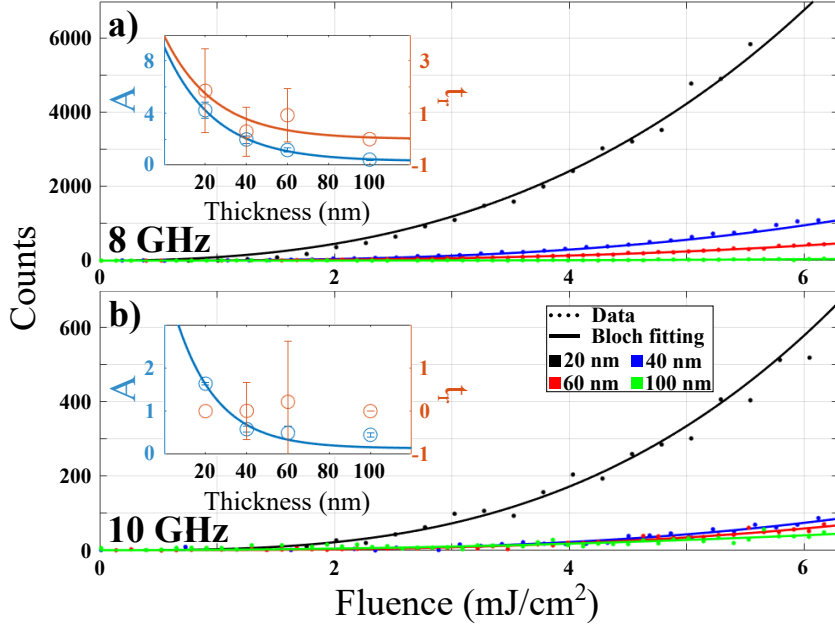 a)
6000
4000
2000
0
0
2
4
6
8 GHz
A
8
4
0
20 40 60 80 100
Thickness (nm)
3
1
-1
Counts
b)
600
400
200
0
0
2
4
6
10 GHz
A
2
1
0
20 40 60 80 100
Thickness (nm)
1
0
-1
Data
Bloch fitting
20 nm 40 nm
60 nm 100 nm
Fluence (mJ/cm²)